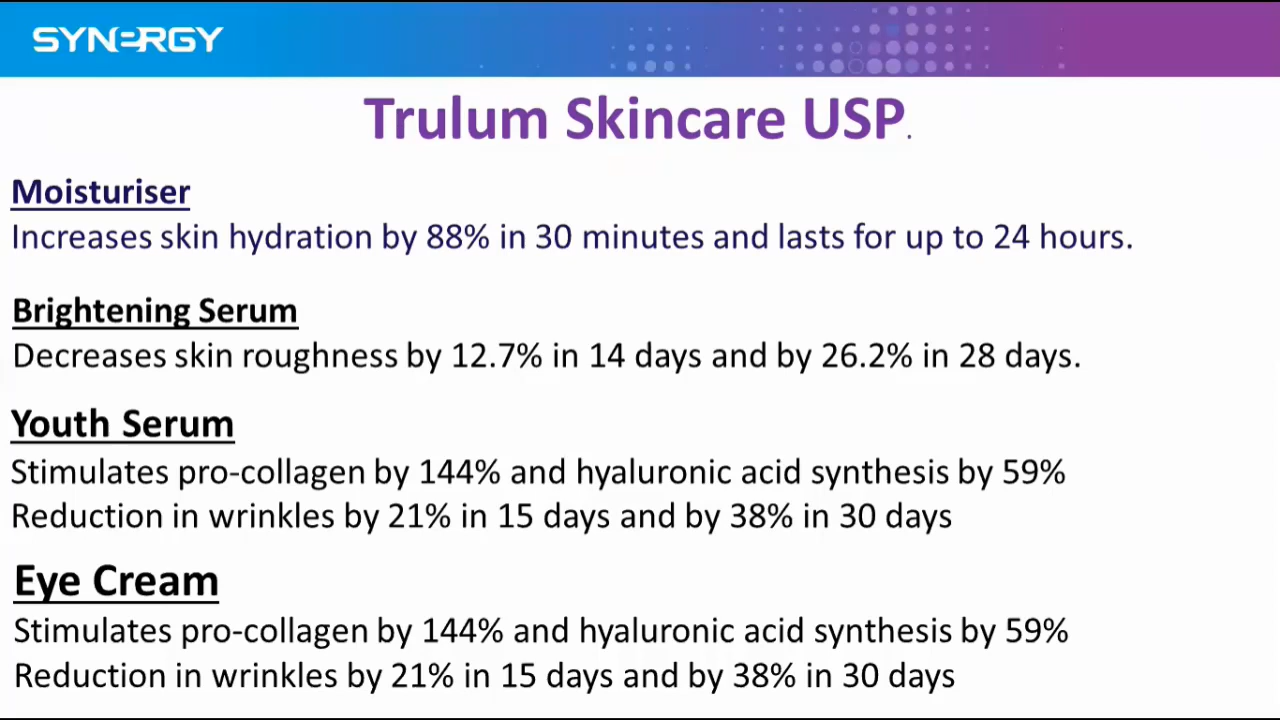 SYNERGY
Trulum Skincare USP.
Moisturiser
Increases skin hydration by 88% in 30 minutes and lasts for up to 24 hours.
Brightening Serum
Decreases skin roughness by 12.7% in 14 days and by 26.2% in 28 days.
Youth Serum
Stimulates pro-collagen by 144% and hyaluronic acid synthesis by 59%
Reduction in wrinkles by 21% in 15 days and by 38% in 30 days
Eye Cream
Stimulates pro-collagen by 144% and hyaluronic acid synthesis by 59%
Reduction in wrinkles by 21% in 15 days and by 38% in 30 days